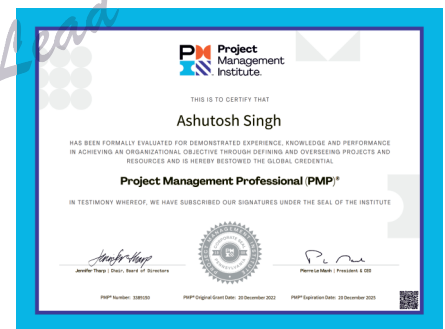 Lead
Project
Management
Institute.
THIS IS TO CERTIFY THAT
Ashutosh Singh
HAS BEEN FORMALLY EVALUATED FOR DEMONSTRATED EXPERIENCE, KNOWLEDGE AND PERFORMANCE
IN ACHIEVING AN ORGANIZATIONAL OBJECTIVE THROUGH DEFINING AND OVERSEEING PROJECTS AND
RESOURCES AND IS HEREBY BESTOWED THE GLOBAL CREDENTIAL
Project Management Professional (PMP)®
IN TESTIMONY WHEREOF, WE HAVE SUBSCRIBED OUR SIGNATURES UNDER THE SEAL OF THE INSTITUTE
Jennifer Tharp | Chair, Board of Directors
Pierre Le Manh | President & CEO
PMP® Number: 3389150
PMP® Original Grant Date: 20 December 2022
PMP® Expiration Date: 20 December 2025